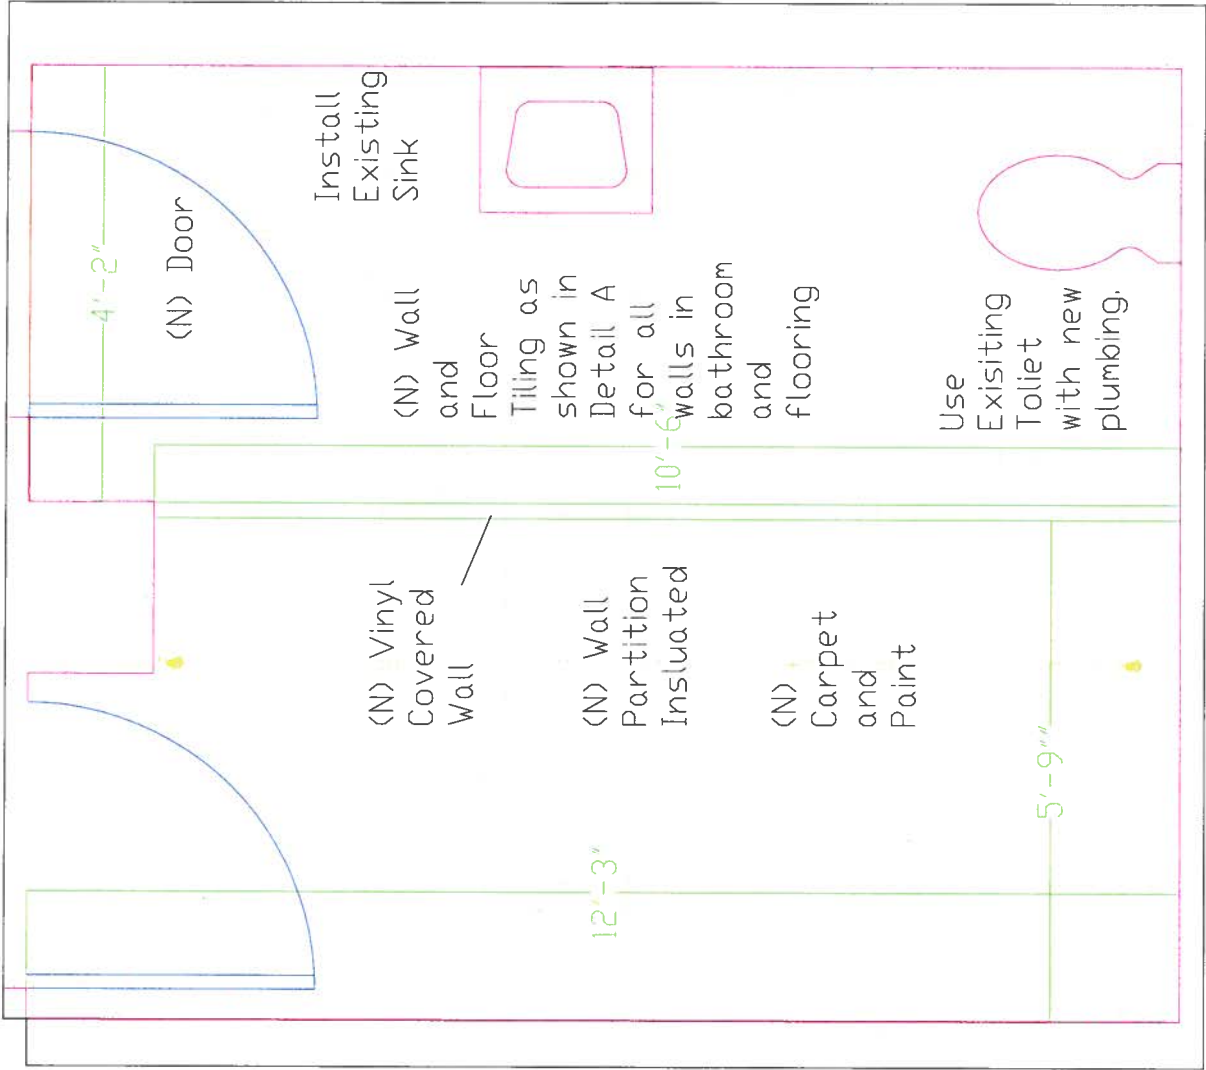 4'-2"
(N) Door
Install
Existing
Sink
(N) Wall
and
Floor
Tiling as
shown in
Detail A
for all
walls in
bathroom
and
flooring
10'-6"
Use
Exisiting
Toliet
with new
plumbing.
(N) Vinyl
Covered
Wall
(N) Wall
Partition
Insluated
(N)
Carpet
and
Paint
12'-3"
5'-9""